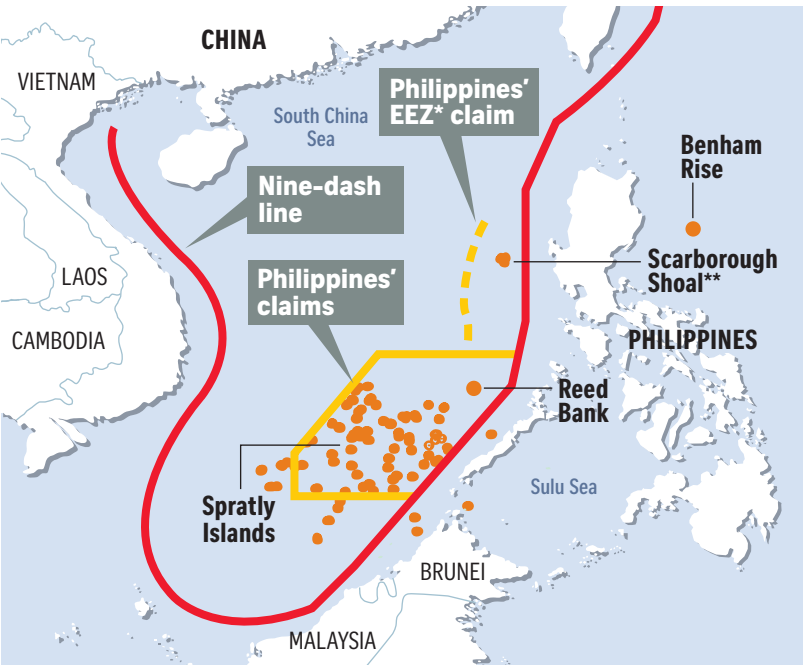 CHINA
VIETNAM
South China
Sea
Philippines’
EEZ* claim
Benham
Rise
Nine-dash
line
Scarborough
Shoal**
LAOS
Philippines’
claims
CAMBODIA
PHILIPPINES
Reed
Bank
Spratly
Islands
Sulu Sea
BRUNEI
MALAYSIA